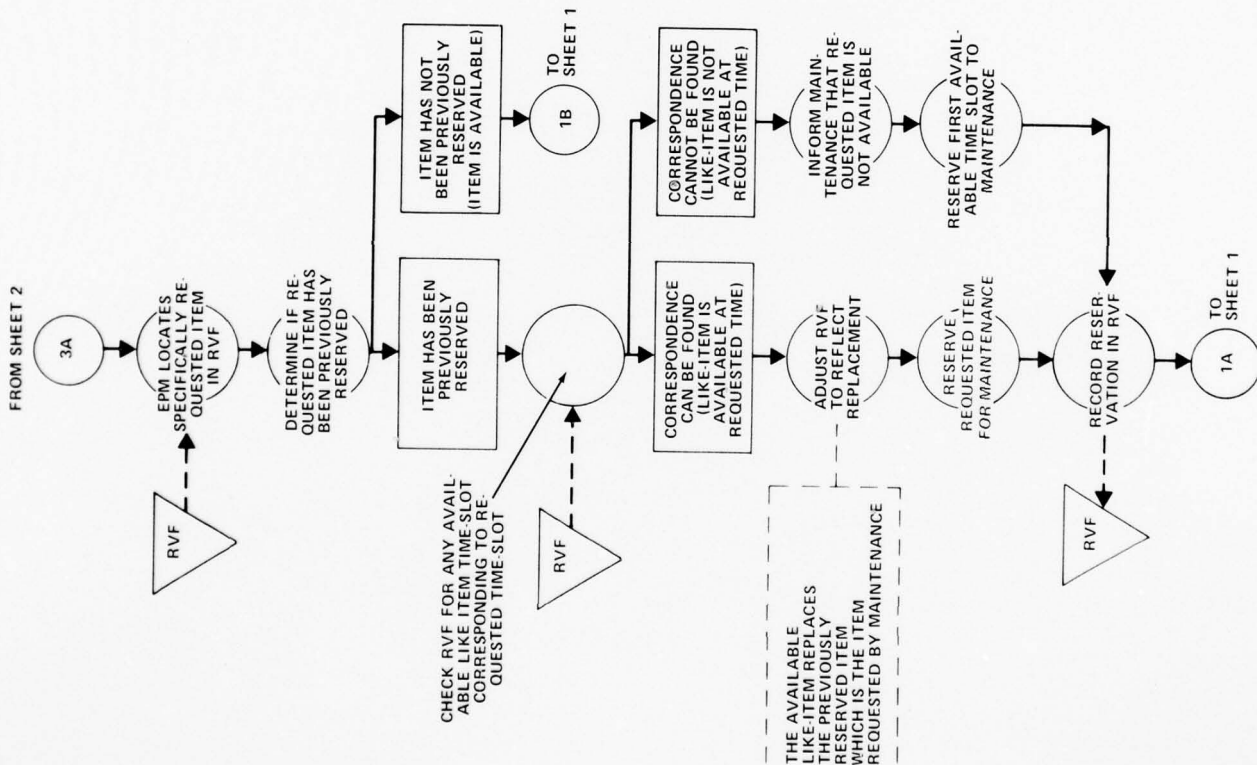 FROM SHEET 2
3A
RVF
EPM LOCATES
SPECIFICALLY RE-
QUESTED ITEM
IN RVF
DETERMINE IF RE-
QUESTED ITEM HAS
BEEN PREVIOUSLY
RESERVED
ITEM HAS BEEN
PREVIOUSLY
RESERVED
ITEM HAS NOT
BEEN PREVIOUSLY
RESERVED
(ITEM IS AVAILABLE)
1B
TO
SHEET 1
CHECK RVF FOR ANY AVAIL-
ABLE LIKE ITEM TIME-SLOT
CORRESPONDING TO RE-
QUESTED TIME-SLOT
RVF
CORRESPONDENCE
CAN BE FOUND
(LIKE-ITEM IS
AVAILABLE AT
REQUESTED TIME)
CORRESPONDENCE
CANNOT BE FOUND
(LIKE-ITEM IS NOT
AVAILABLE AT
REQUESTED TIME)
THE AVAILABLE
LIKE-ITEM REPLACES
THE PREVIOUSLY
RESERVED ITEM
WHICH IS THE ITEM
REQUESTED BY MAINTENANCE
ADJUST RVF
TO REFLECT
REPLACEMENT
INFORM MAIN-
TENANCE THAT RE-
QUESTED ITEM IS
NOT AVAILABLE
RESERVE
REQUESTED ITEM
FOR MAINTENANCE
RESERVE FIRST AVAIL-
ABLE TIME SLOT TO
MAINTENANCE
RVF
RECORD RESER-
VATION IN RVF
1A
TO
SHEET 1